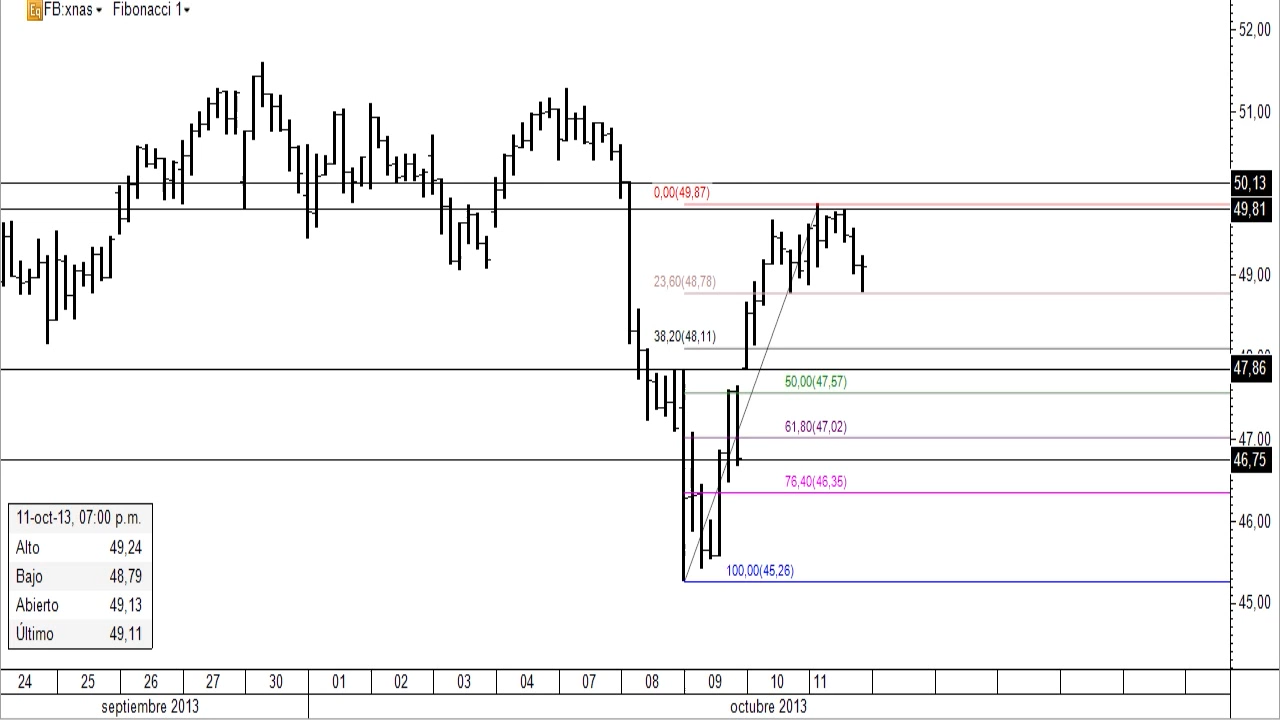 Eq FB:xnas Fibonacci 1
52,00
51,00
50,13
0,00(49,87)
49,81
49,00
23,60(48,78)
38,20(48,11)
47,86
50,00(47,57)
61,80(47,02)
47,00
46,75
76,40(46,35)
46,00
100,00(45,26)
45,00
11-oct-13, 07:00 p.m.
Alto 49,24
Bajo 48,79
Abierto 49,13
Último 49,11
24 25 26 27 30 01 02 03 04 07 08 09 10 11
septiembre 2013 octubre 2013